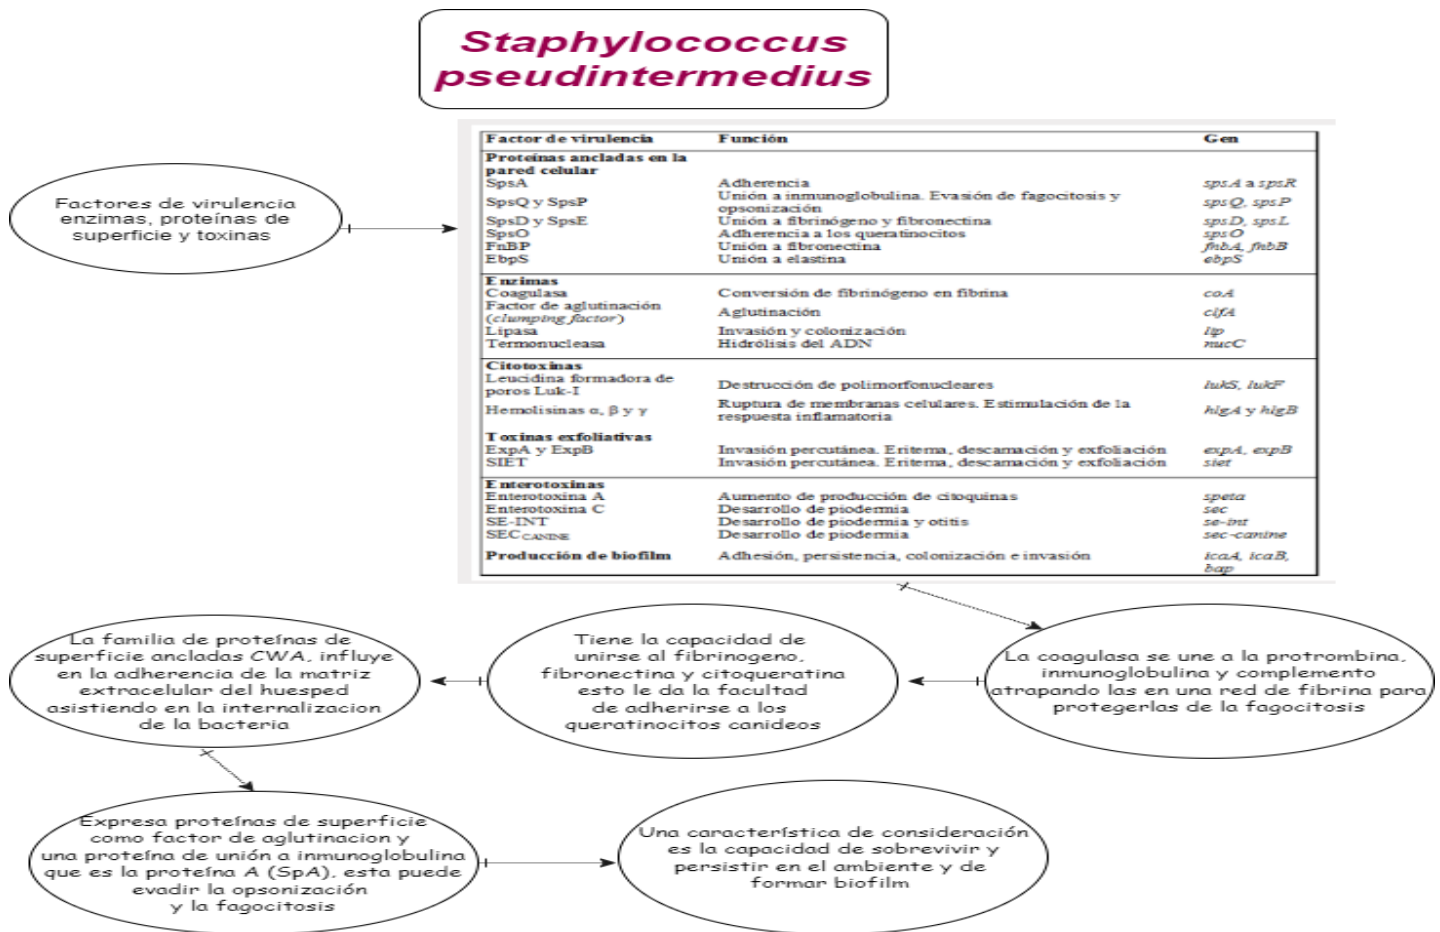 Staphylococcus
pseudintermedius
Factores de virulencia
enzimas, proteínas de
superficie y toxinas
Factor de virulencia Función Gen
Proteínas ancladas en la
pared celular
SpsA Adherencia spsA a spsR
SpsQ y SpsP Unión a inmunoglobulina. Evasión de fagocitosis y
opsonización spsQ, spsP
SpsD y SpsE Unión a fibrinógeno y fibronectina spsD, spsL
SpsO Adherencia a los queratinocitos spsO
FnBP Unión a fibronectina fnbA, fnbB
EbpS Unión a elastina ebpS
Enzimas
Coagulasa Conversión de fibrinógeno en fibrina coA
Factor de aglutinación
(clumping factor) Aglutinación clfA
Lipasa Invasión y colonización lip
Termonucleasa Hidrólisis del ADN nucC
Citotoxinas
Leucidina formadora de
poros Luk-I Destrucción de polimorfonucleares lukS, lukF
Hemolisinas α, β y γ Ruptura de membranas celulares. Estimulación de la
respuesta inflamatoria hlgA y hlgB
Toxinas exfoliativas
ExpA y ExpB Invasión percutánea. Eritema, descamación y exfoliación expA, expB
SIET Invasión percutánea. Eritema, descamación y exfoliación siet
Enterotoxinas
Enterotoxina A Aumento de producción de citoquinas speta
Enterotoxina C Desarrollo de piodermia sec
SE-INT Desarrollo de piodermia y otitis se-int
SECCANINE Desarrollo de piodermia sec-canine
Producción de biofilm Adhesión, persistencia, colonización e invasión icaA, icaB,
bap
La coagulasa se une a la protrombina,
inmunoglobulina y complemento
atrapando las en una red de fibrina para
protegerlas de la fagocitosis
Tiene la capacidad de
unirse al fibrinogeno,
fibronectina y citoqueratina
esto le da la facultad
de adherirse a los
queratinocitos canideos
La familia de proteínas de
superficie ancladas CWA, influye
en la adherencia de la matriz
extracelular del huesped
asistiendo en la internalizacion
de la bacteria
Expresa proteínas de superficie
como factor de aglutinacion y
una proteína de unión a inmunoglobulina
que es la proteína A (SpA), esta puede
evadir la opsonización
y la fagocitosis
Una característica de consideración
es la capacidad de sobrevivir y
persistir en el ambiente y de
formar biofilm